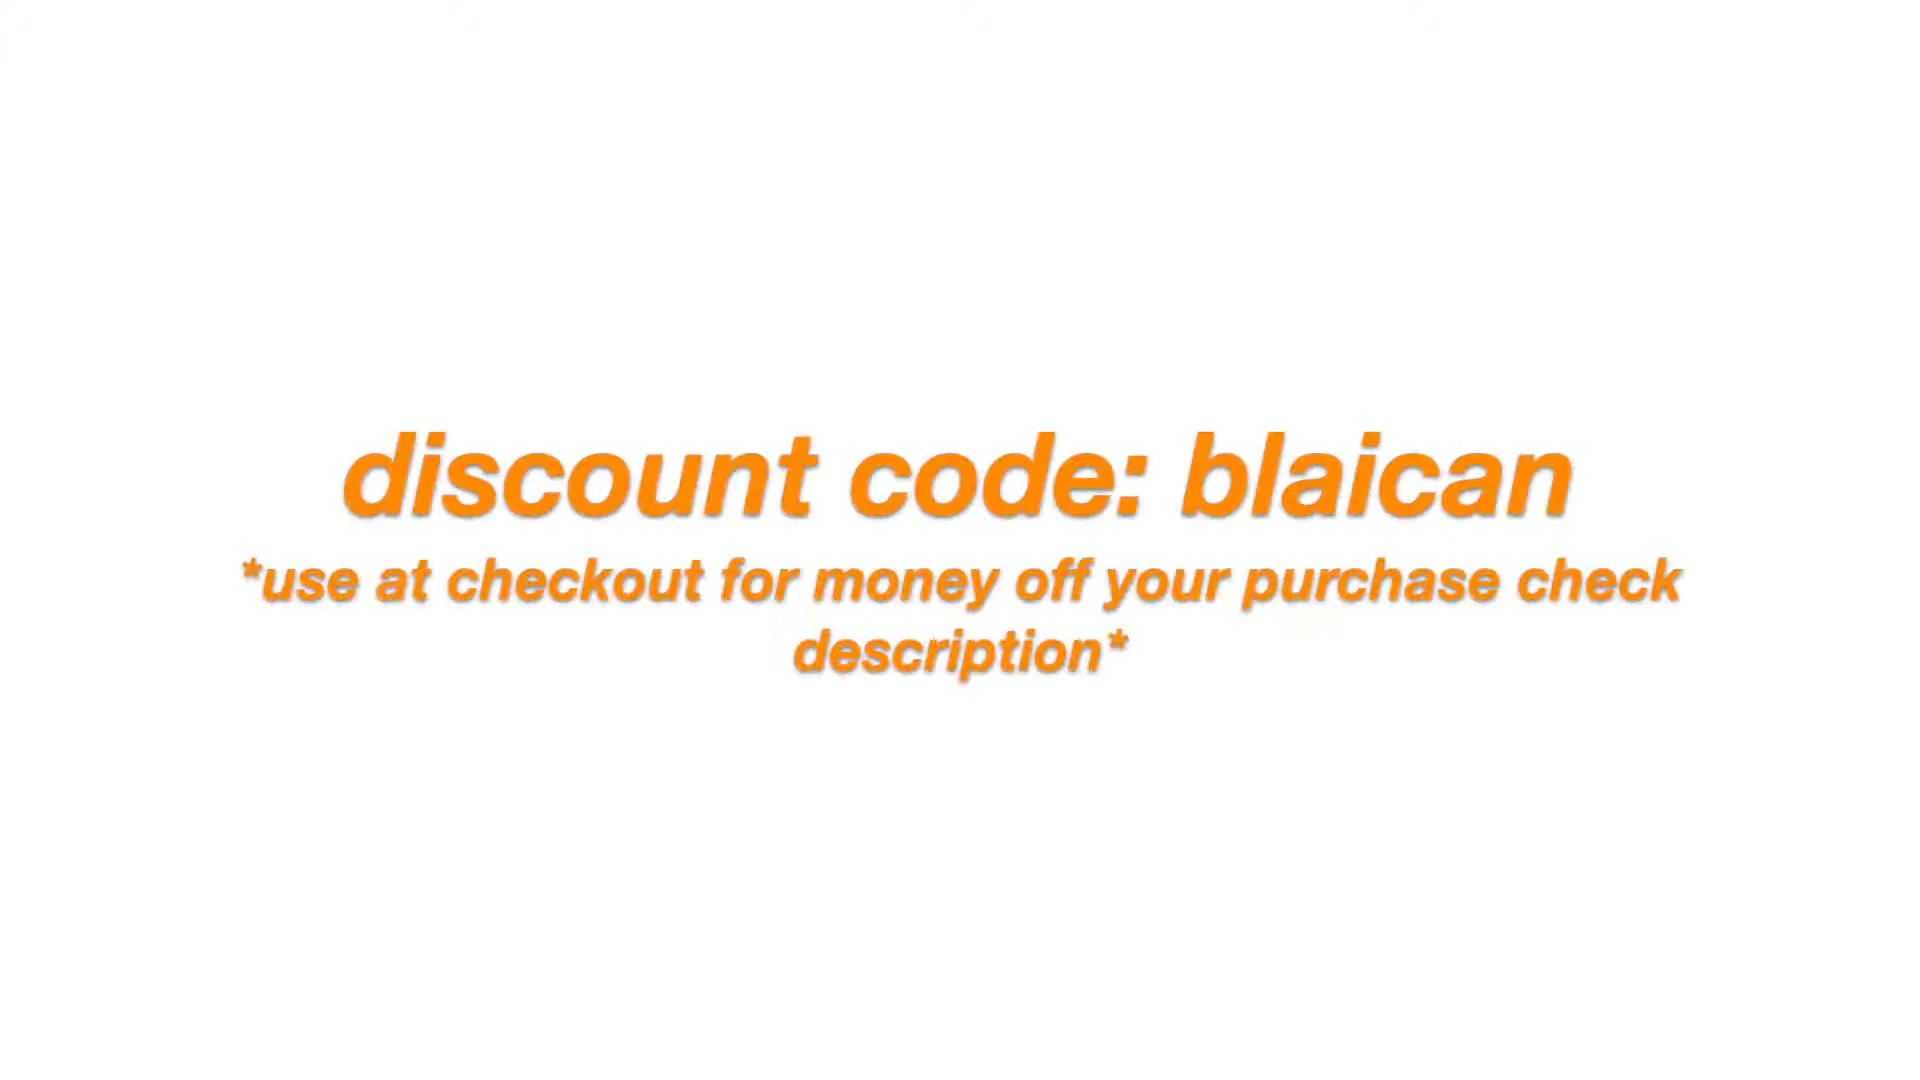 discount code: blaican
*use at checkout for money off your purchase check
description*